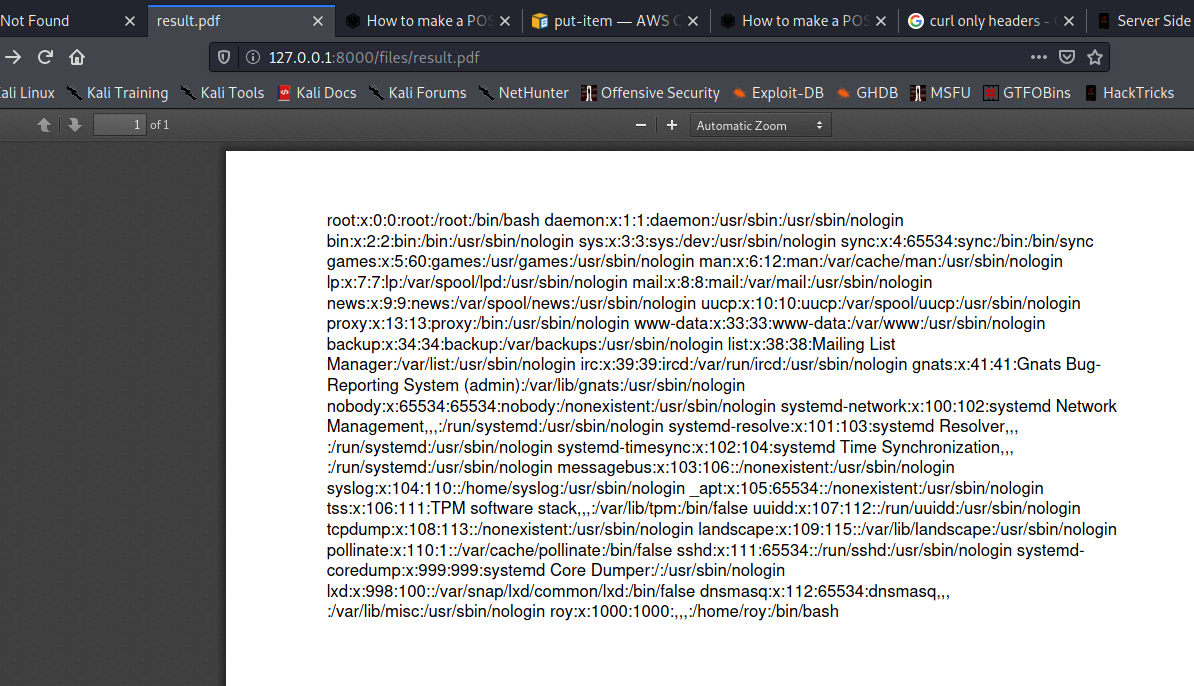 Not Found
result.pdf
How to make a POS
put-item — AWS C
How to make a POS
curl only headers -
Server Side
127.0.0.1:8000/files/result.pdf
ali Linux
Kali Training
Kali Tools
Kali Docs
Kali Forums
NetHunter
Offensive Security
Exploit-DB
GHDB
MSFU
GTFOBins
HackTricks
1 of 1
Automatic Zoom
root:x:0:0:root:/root:/bin/bash daemon:x:1:1:daemon:/usr/sbin:/usr/sbin/nologin
bin:x:2:2:bin:/bin:/usr/sbin/nologin sys:x:3:3:sys:/dev:/usr/sbin/nologin sync:x:4:65534:sync:/bin:/bin/sync
games:x:5:60:games:/usr/games:/usr/sbin/nologin man:x:6:12:man:/var/cache/man:/usr/sbin/nologin
lp:x:7:7:lp:/var/spool/lpd:/usr/sbin/nologin mail:x:8:8:mail:/var/mail:/usr/sbin/nologin
news:x:9:9:news:/var/spool/news:/usr/sbin/nologin uucp:x:10:10:uucp:/var/spool/uucp:/usr/sbin/nologin
proxy:x:13:13:proxy:/bin:/usr/sbin/nologin www-data:x:33:33:www-data:/var/www:/usr/sbin/nologin
backup:x:34:34:backup:/var/backups:/usr/sbin/nologin list:x:38:38:Mailing List
Manager:/var/list:/usr/sbin/nologin irc:x:39:39:ircd:/var/run/ircd:/usr/sbin/nologin gnats:x:41:41:Gnats Bug-
Reporting System (admin):/var/lib/gnats:/usr/sbin/nologin
nobody:x:65534:65534:nobody:/nonexistent:/usr/sbin/nologin systemd-network:x:100:102:systemd Network
Management,,,:/run/systemd:/usr/sbin/nologin systemd-resolve:x:101:103:systemd Resolver,,,
:/run/systemd:/usr/sbin/nologin systemd-timesync:x:102:104:systemd Time Synchronization,,,
:/run/systemd:/usr/sbin/nologin messagebus:x:103:106::/nonexistent:/usr/sbin/nologin
syslog:x:104:110::/home/syslog:/usr/sbin/nologin _apt:x:105:65534::/nonexistent:/usr/sbin/nologin
tss:x:106:111:TPM software stack,,,:/var/lib/tpm:/bin/false uuidd:x:107:112::/run/uuidd:/usr/sbin/nologin
tcpdump:x:108:113::/nonexistent:/usr/sbin/nologin landscape:x:109:115::/var/lib/landscape:/usr/sbin/nologin
pollinate:x:110:1::/var/cache/pollinate:/bin/false sshd:x:111:65534::/run/sshd:/usr/sbin/nologin systemd-
coredump:x:999:999:systemd Core Dumper:/:/usr/sbin/nologin
lxd:x:998:100::/var/snap/lxd/common/lxd:/bin/false dnsmasq:x:112:65534:dnsmasq,,,
:/var/lib/misc:/usr/sbin/nologin roy:x:1000:1000:,,,:/home/roy:/bin/bash